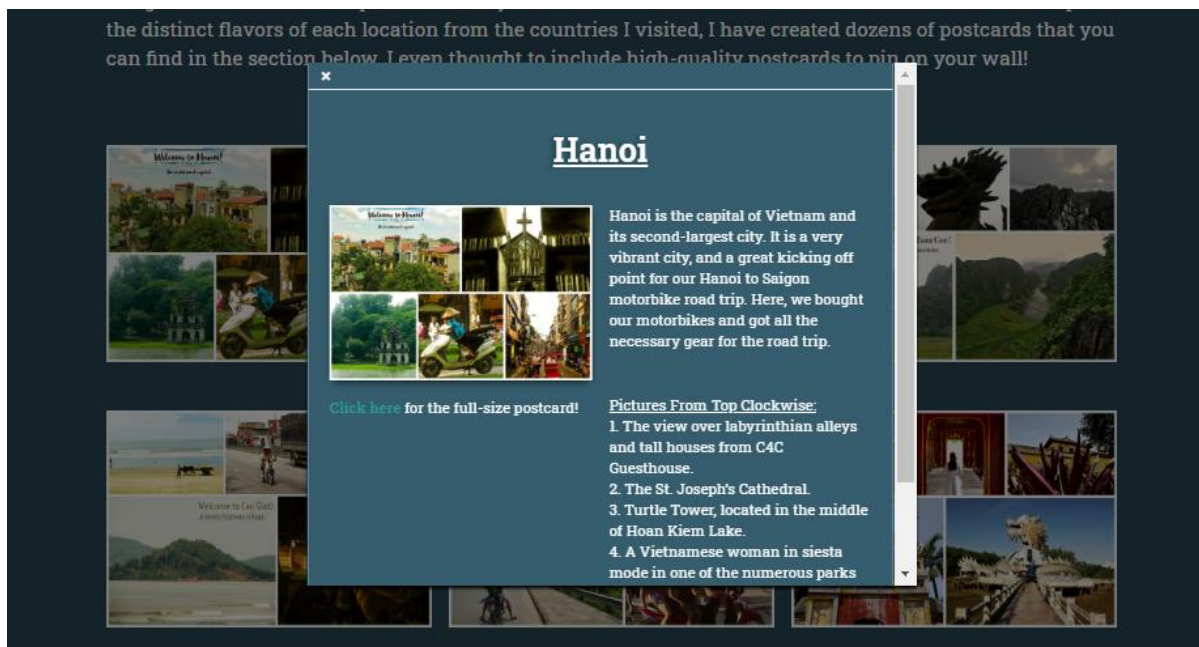 the distinct flavors of each location from the countries I visited, I have created dozens of postcards that you
can find in the section below. I even thought to include high-quality postcards to pin on your wall!
×
Hanoi
Welcome to Hanoi!
Hanoi is the capital of Vietnam and
its second-largest city. It is a very
vibrant city, and a great kicking off
point for our Hanoi to Saigon
motorbike road trip. Here, we bought
our motorbikes and got all the
necessary gear for the road trip.
Click here for the full-size postcard!
Pictures From Top Clockwise:
1. The view over labyrinthian alleys
and tall houses from C4C
Guesthouse.
2. The St. Joseph's Cathedral.
3. Turtle Tower, located in the middle
of Hoan Kiem Lake.
4. A Vietnamese woman in siesta
mode in one of the numerous parks
Welcome to Hanoi!
Welcome to